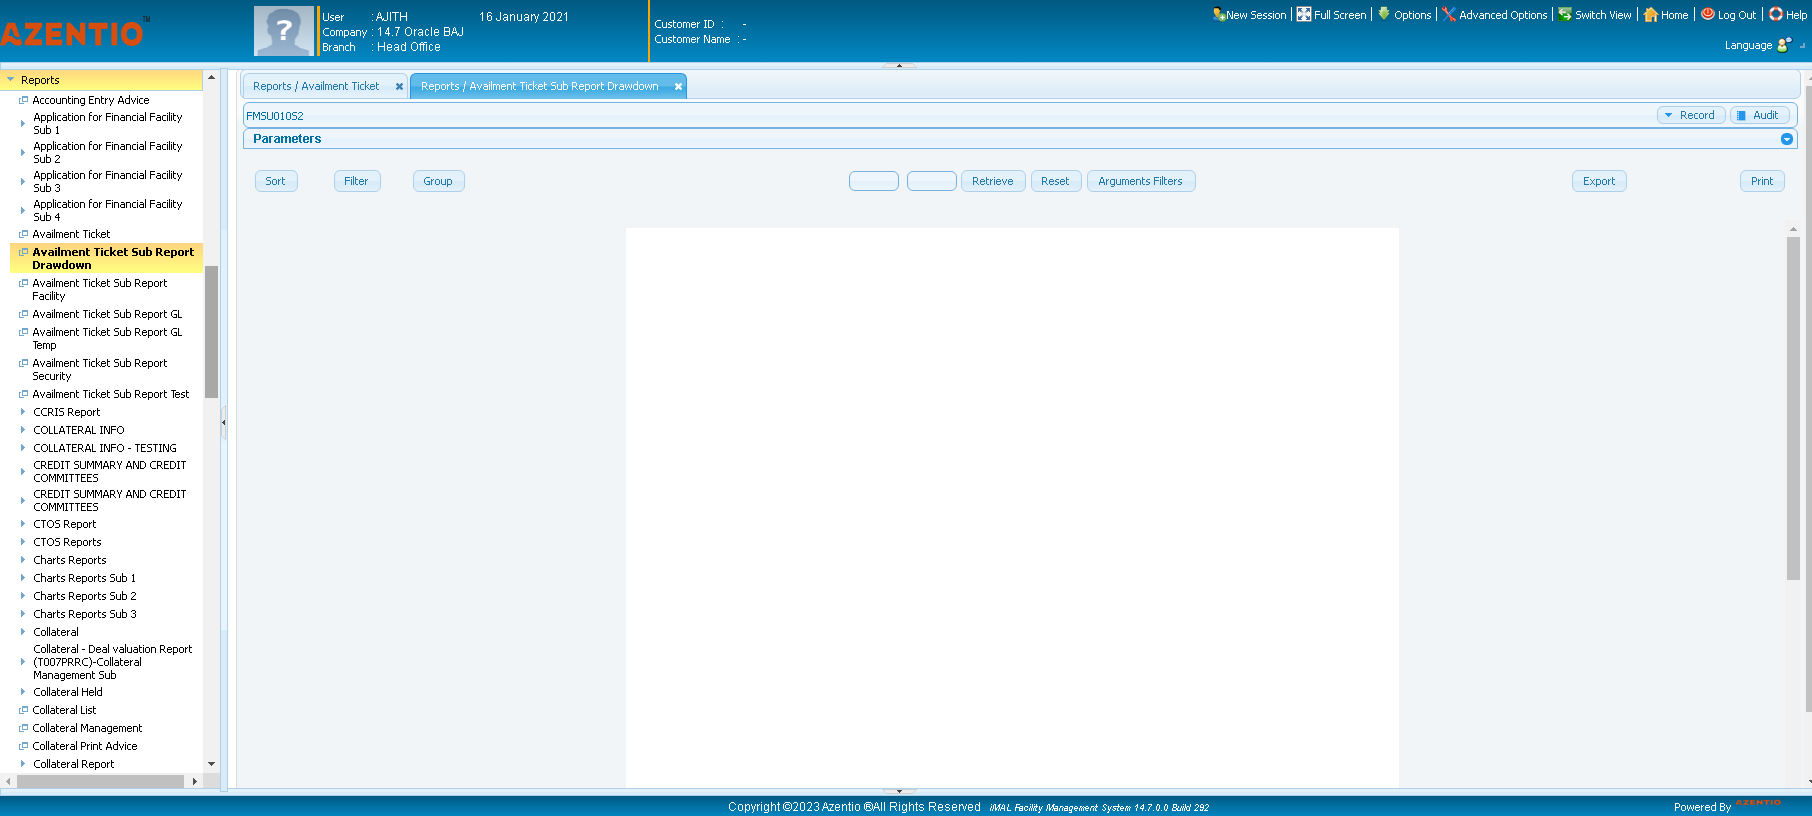 AZENTIO TM
User : AJITH 16 January 2021
Company : 14.7 Oracle BAJ
Branch : Head Office
Customer ID : -
Customer Name : -
New Session Full Screen Options Advanced Options Switch View Home Log Out Help
Language
Reports
Accounting Entry Advice
Application for Financial Facility
Sub 1
Application for Financial Facility
Sub 2
Application for Financial Facility
Sub 3
Application for Financial Facility
Sub 4
Availment Ticket
Availment Ticket Sub Report
Drawdown
Availment Ticket Sub Report
Facility
Availment Ticket Sub Report GL
Availment Ticket Sub Report GL
Temp
Availment Ticket Sub Report
Security
Availment Ticket Sub Report Test
CCRIS Report
COLLATERAL INFO
COLLATERAL INFO - TESTING
CREDIT SUMMARY AND CREDIT
COMMITTEES
CREDIT SUMMARY AND CREDIT
COMMITTEES
CTOS Report
CTOS Reports
Charts Reports
Charts Reports Sub 1
Charts Reports Sub 2
Charts Reports Sub 3
Collateral
Collateral - Deal valuation Report
(T007PRRC)-Collateral
Management Sub
Collateral Held
Collateral List
Collateral Management
Collateral Print Advice
Collateral Report
Reports / Availment Ticket
Reports / Availment Ticket Sub Report Drawdown
FMSU010S2
Record Audit
Parameters
Sort Filter Group Retrieve Reset Arguments Filters Export Print
Copyright ©2023 Azentio ®All Rights Reserved iMAL Facility Management System 14.7.0.0 Build 292
Powered By AZENTIO